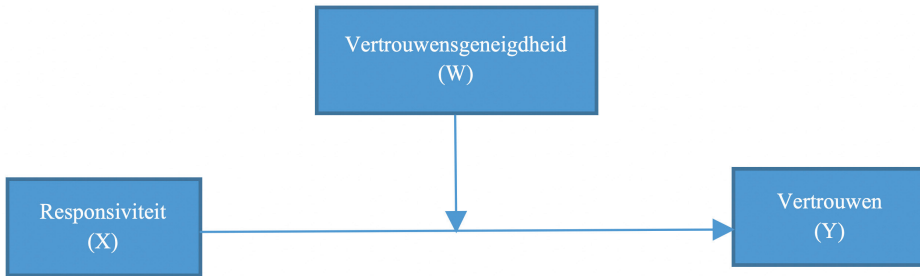 Vertrouwensgeneigdheid
(W)
Responsiviteit
(X)
Vertrouwen
(Y)